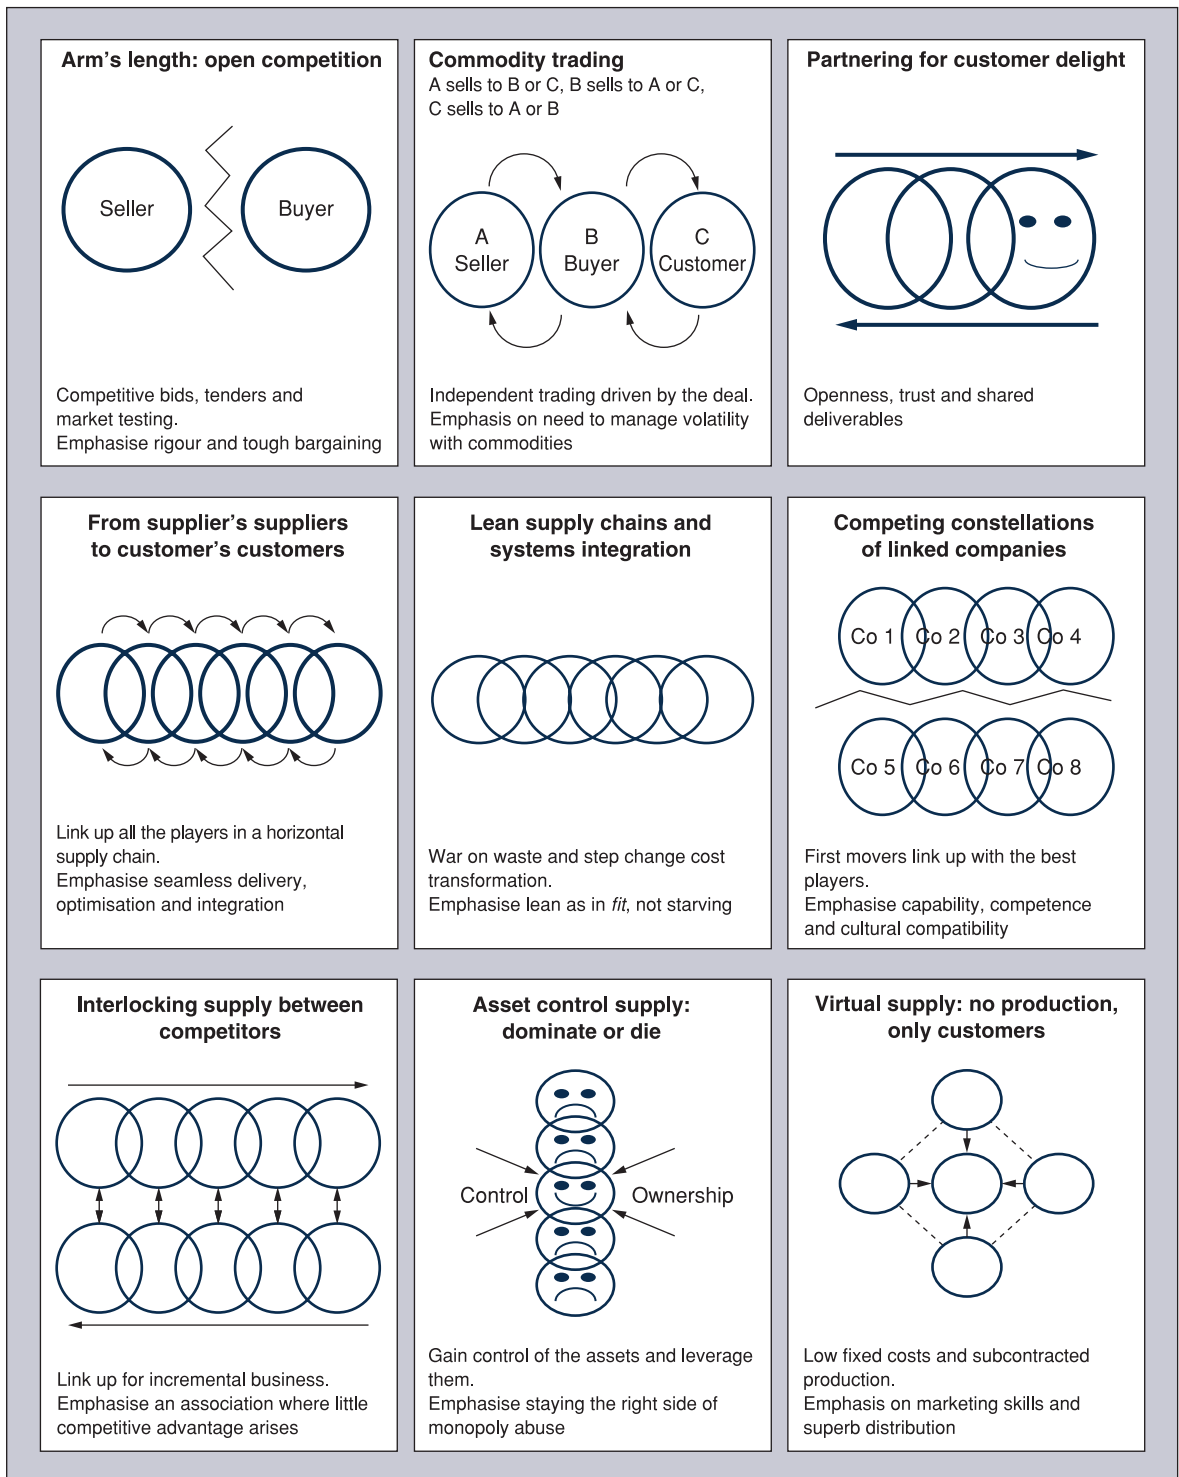 Arm's length: open competition
Seller
Buyer
Competitive bids, tenders and
market testing.
Emphasise rigour and tough bargaining
Commodity trading
A sells to B or C, B sells to A or C,
C sells to A or B
A
Seller
B
Buyer
C
Customer
Independent trading driven by the deal.
Emphasis on need to manage volatility
with commodities
Partnering for customer delight
Openness, trust and shared
deliverables
From supplier's suppliers
to customer's customers
Link up all the players in a horizontal
supply chain.
Emphasise seamless delivery,
optimisation and integration
Lean supply chains and
systems integration
War on waste and step change cost
transformation.
Emphasise lean as in fit, not starving
Competing constellations
of linked companies
Co 1 Co 2 Co 3 Co 4
Co 5 Co 6 Co 7 Co 8
First movers link up with the best
players.
Emphasise capability, competence
and cultural compatibility
Interlocking supply between
competitors
Link up for incremental business.
Emphasise an association where little
competitive advantage arises
Asset control supply:
dominate or die
Control
Ownership
Gain control of the assets and leverage
them.
Emphasise staying the right side of
monopoly abuse
Virtual supply: no production,
only customers
Low fixed costs and subcontracted
production.
Emphasis on marketing skills and
superb distribution